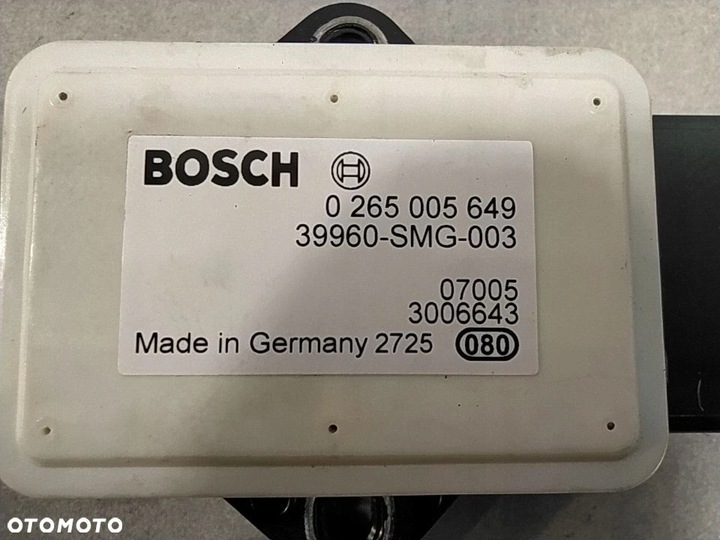 BOSCH
0 265 005 649
39960-SMG-003
07005
3006643
Made in Germany 2725 080
OTOMOTO